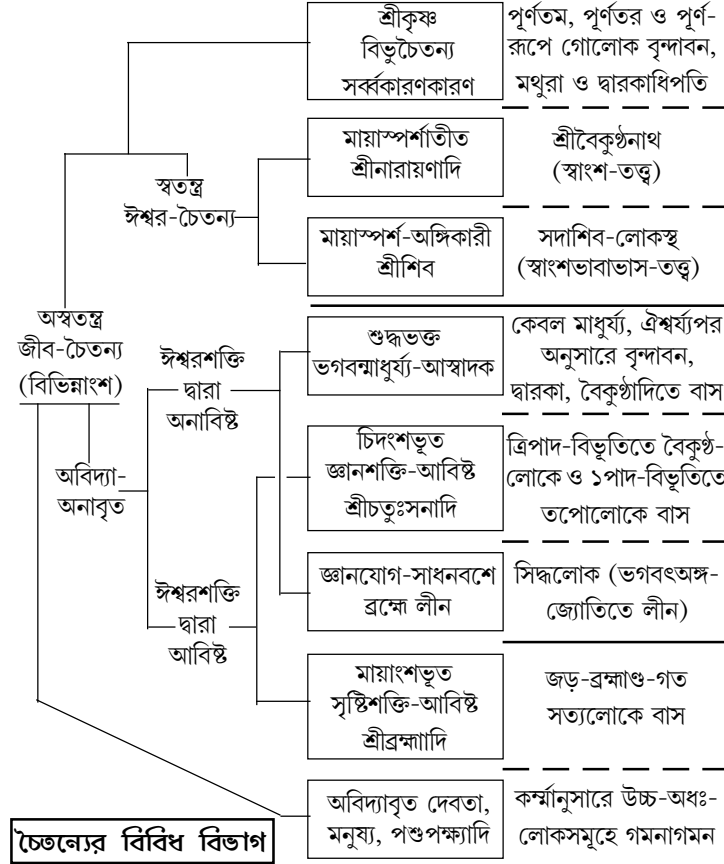 শ্রীকৃষ্ণ
বিভুচৈতন্য
সর্ব্বকারণকারণ
পূর্ণতম, পূর্ণতর ও পূর্ণ-
রূপে গোলোক বৃন্দাবন,
মথুরা ও দ্বারকাধিপতি
স্বতন্ত্র
ঈশ্বর-চৈতন্য
মায়াস্পর্শাতীত
শ্রীনারায়ণাদি
শ্রীবৈকুণ্ঠনাথ
(স্বাংশ-তত্ত্ব)
মায়াস্পর্শ-অঙ্গিকারী
শ্রীশিব
সদাশিব-লোকস্থ
(স্বাংশভাবাভাস-তত্ত্ব)
অস্বতন্ত্র
জীব-চৈতন্য
(বিভিন্নাংশ)
অবিদ্যা-
অনাবৃত
ঈশ্বরশক্তি
দ্বারা
অনাবিষ্ট
শুদ্ধভক্ত
ভগবন্মাধুর্য্য-আস্বাদক
কেবল মাধুর্য্য, ঐশ্বর্য্যপর
অনুসারে বৃন্দাবন,
দ্বারকা, বৈকুণ্ঠাদিতে বাস
চিদংশভূত
জ্ঞানশক্তি-আবিষ্ট
শ্রীচতুঃসনাদি
ত্রিপাদ-বিভূতিতে বৈকুণ্ঠ-
লোকে ও ১পাদ-বিভূতিতে
তপোলোকে বাস
ঈশ্বরশক্তি
দ্বারা
আবিষ্ট
জ্ঞানযোগ-সাধনবশে
ব্রহ্মে লীন
সিদ্ধলোক (ভগবৎঅঙ্গ-
জ্যোতিতে লীন)
মায়াংশভূত
সৃষ্টিশক্তি-আবিষ্ট
শ্রীব্রহ্মাাদি
জড়-ব্রহ্মাণ্ড-গত
সত্যলোকে বাস
অবিদ্যাবৃত দেবতা,
মনুষ্য, পশুপক্ষ্যাদি
কর্ম্মানুসারে উচ্চ-অধঃ-
লোকসমূহে গমনাগমন
চৈতন্যের বিবিধ বিভাগ